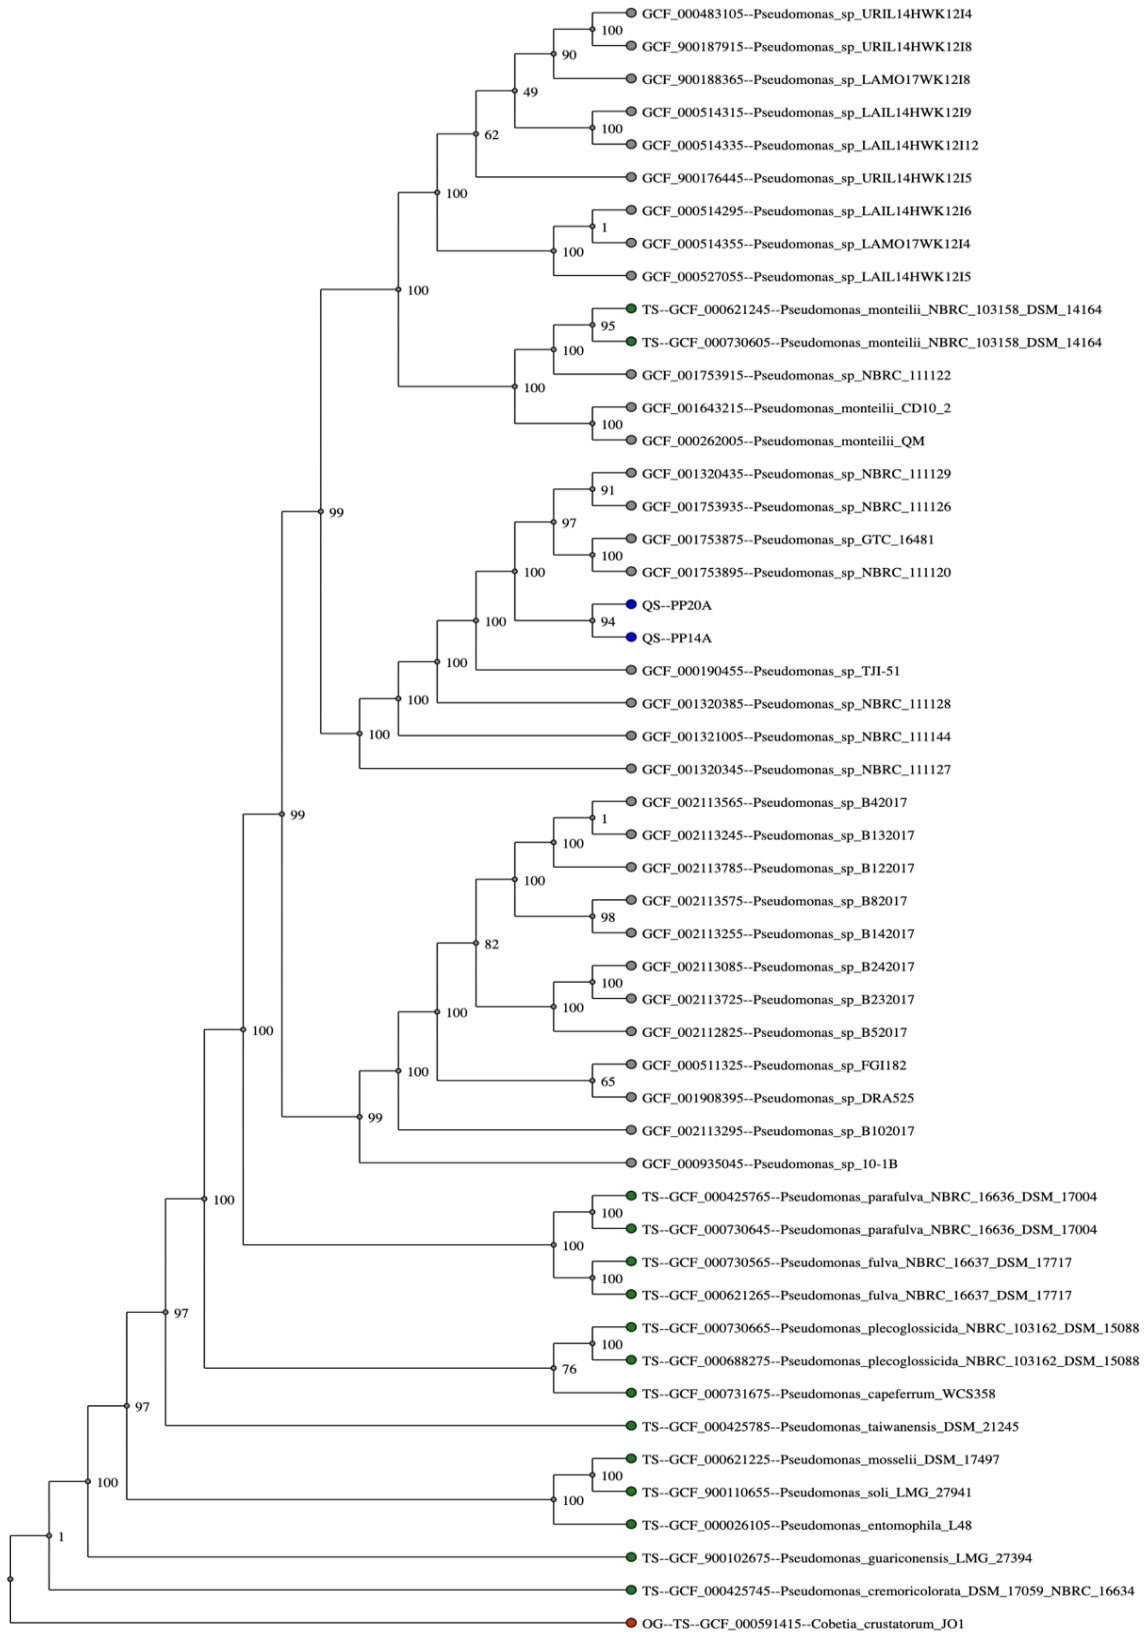 GCF_000483105--Pseudomonas_sp_URIL14HWK12I4
100
GCF_900187915--Pseudomonas_sp_URIL14HWK12I8
90
GCF_900188365--Pseudomonas_sp_LAMO17WK12I8
49
GCF_000514315--Pseudomonas_sp_LAIL14HWK12I9
100
62
GCF_000514335--Pseudomonas_sp_LAIL14HWK12I12
GCF_900176445--Pseudomonas_sp_URIL14HWK12I5
100
GCF_000514295--Pseudomonas_sp_LAIL14HWK12I6
1
GCF_000514355--Pseudomonas_sp_LAMO17WK12I4
100
GCF_000527055--Pseudomonas_sp_LAIL14HWK12I5
100
TS--GCF_000621245--Pseudomonas_monteilii_NBRC_103158_DSM_14164
95
TS--GCF_000730605--Pseudomonas_monteilii_NBRC_103158_DSM_14164
100
GCF_001753915--Pseudomonas_sp_NBRC_111122
100
GCF_001643215--Pseudomonas_monteilii_CD10_2
100
GCF_000262005--Pseudomonas_monteilii_QM
GCF_001320435--Pseudomonas_sp_NBRC_111129
91
GCF_001753935--Pseudomonas_sp_NBRC_111126
99
97
GCF_001753875--Pseudomonas_sp_GTC_16481
100
GCF_001753895--Pseudomonas_sp_NBRC_111120
100
QS--PP20A
94
100
QS--PP14A
100
GCF_000190455--Pseudomonas_sp_TJI-51
100
GCF_001320385--Pseudomonas_sp_NBRC_111128
100
GCF_001321005--Pseudomonas_sp_NBRC_111144
GCF_001320345--Pseudomonas_sp_NBRC_111127
GCF_002113565--Pseudomonas_sp_B42017
99
1
GCF_002113245--Pseudomonas_sp_B132017
100
GCF_002113785--Pseudomonas_sp_B122017
100
GCF_002113575--Pseudomonas_sp_B82017
98
GCF_002113255--Pseudomonas_sp_B142017
82
GCF_002113085--Pseudomonas_sp_B242017
100
GCF_002113725--Pseudomonas_sp_B232017
100
100
GCF_002112825--Pseudomonas_sp_B52017
100
GCF_000511325--Pseudomonas_sp_FGI182
100
65
GCF_001908395--Pseudomonas_sp_DRA525
99
GCF_002113295--Pseudomonas_sp_B102017
GCF_000935045--Pseudomonas_sp_10-1B
TS--GCF_000425765--Pseudomonas_parafulva_NBRC_16636_DSM_17004
100
100
TS--GCF_000730645--Pseudomonas_parafulva_NBRC_16636_DSM_17004
100
TS--GCF_000730565--Pseudomonas_fulva_NBRC_16637_DSM_17717
100
TS--GCF_000621265--Pseudomonas_fulva_NBRC_16637_DSM_17717
97
TS--GCF_000730665--Pseudomonas_plecoglossicida_NBRC_103162_DSM_15088
100
TS--GCF_000688275--Pseudomonas_plecoglossicida_NBRC_103162_DSM_15088
76
TS--GCF_000731675--Pseudomonas_capeferrum_WCS358
97
TS--GCF_000425785--Pseudomonas_taiwanensis_DSM_21245
TS--GCF_000621225--Pseudomonas_mosselii_DSM_17497
100
100
TS--GCF_900110655--Pseudomonas_soli_LMG_27941
100
TS--GCF_000026105--Pseudomonas_entomophila_L48
1
TS--GCF_900102675--Pseudomonas_guariconensis_LMG_27394
TS--GCF_000425745--Pseudomonas_cremoricolorata_DSM_17059_NBRC_16634
OG--TS--GCF_000591415--Cobetia_crustatorum_JO1